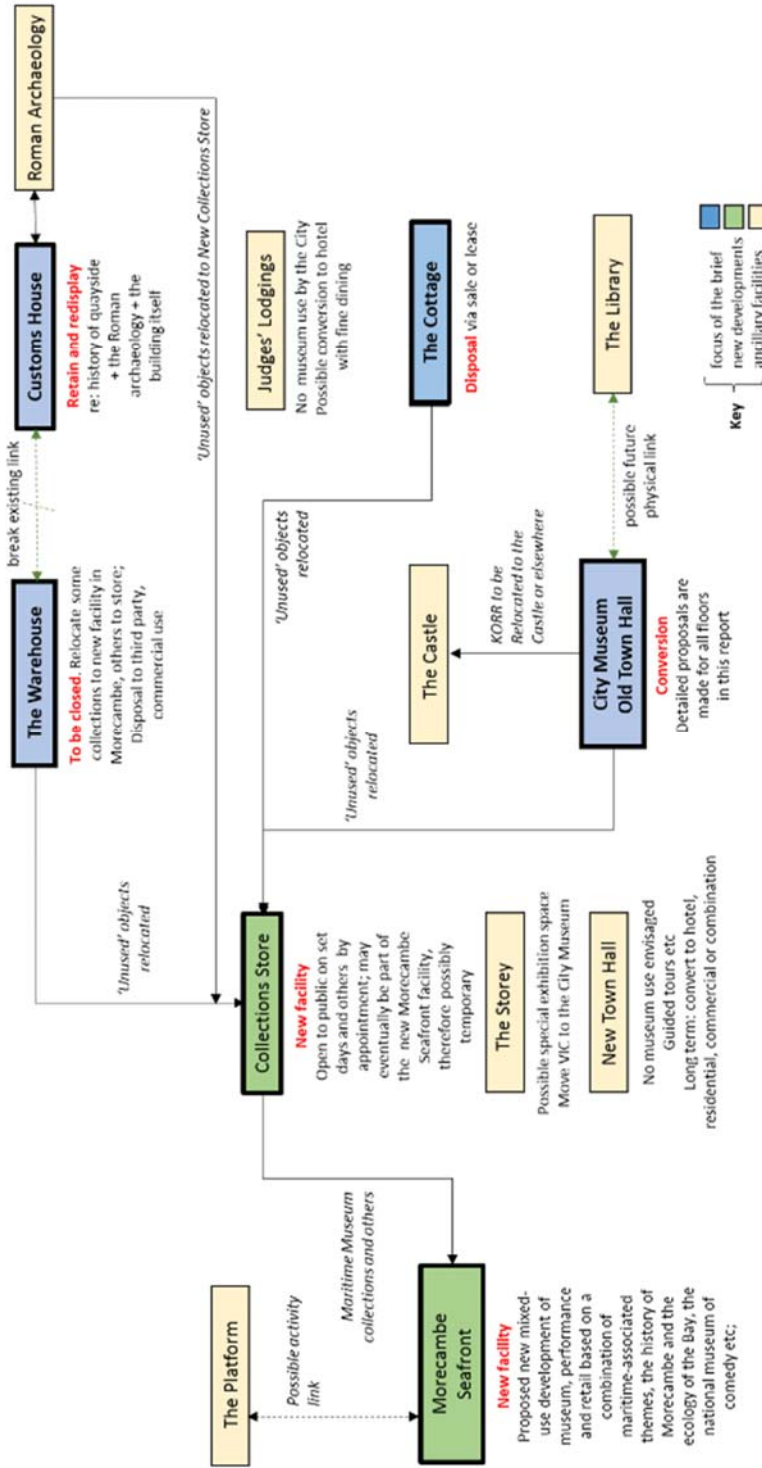 The Platform
Possible activity
link
Morecambe
Seafront
New facility
Proposed new mixed-
use development of
museum, performance
and retail based on a
combination of
maritime-associated
themes, the history of
Morecambe and the
ecology of the Bay, the
national museum of
comedy etc;
Maritime Museum
collections and others
'Unused' objects
relocated
Collections Store
New facility
Open to public on set
days and others by
appointment; may
eventually be part of
the new Morecambe
Seafront facility,
therefore possibly
temporary
The Storey
Possible special exhibition space
Move VIC to the City Museum
New Town Hall
No museum use envisaged
Guided tours etc
Long term: convert to hotel,
residential, commercial or combination
The Warehouse
To be closed. Relocate some
collections to new facility in
Morecambe, others to store;
Disposal to third party,
commercial use
break existing link
Customs House
Retain and redisplay
re: history of quayside
+ the Roman
archaeology + the
building itself
Roman Archaeology
'Unused' objects relocated to New Collections Store
'Unused' objects
relocated
Judges' Lodgings
No museum use by the City
Possible conversion to hotel
with fine dining
The Castle
'Unused' objects
relocated
KORR to be
Relocated to the
Castle or elsewhere
The Cottage
Disposal via sale or lease
City Museum
Old Town Hall
Conversion
Detailed proposals are
made for all floors
in this report
possible future
physical link
The Library
Key
focus of the brief
new developments
ancillary facilities